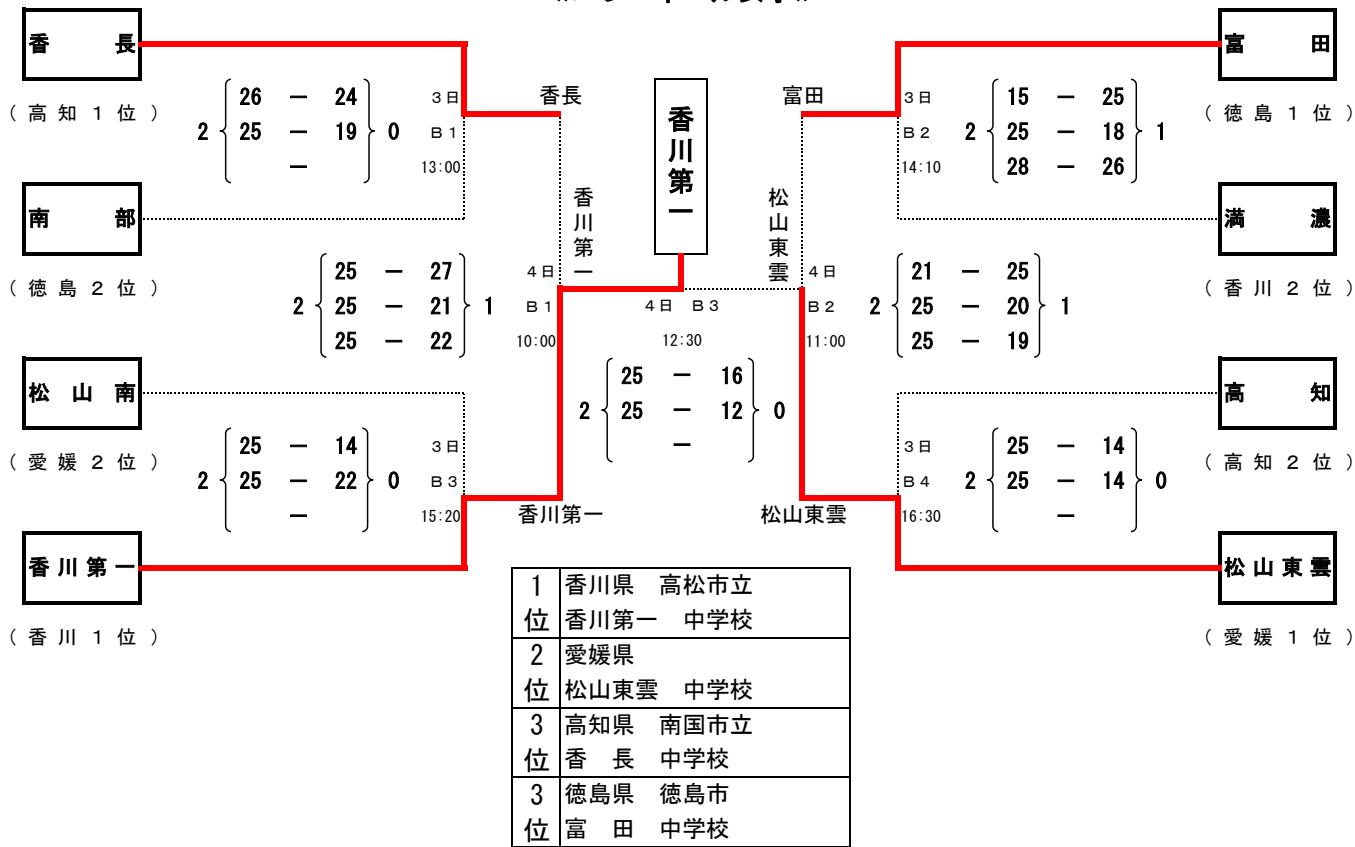 香長
(高知1位)
26 － 24
2 25 － 19 0
－
3日
B1
13:00
香長
南部
(徳島2位)
香川第一
25 － 27
2 25 － 21 1
25 － 22
4日
B1
10:00
松山南
(愛媛2位)
25 － 14
2 25 － 22 0
－
3日
B3
15:20
香川第一
香川第一
(香川1位)
香川第一
4日 B3
12:30
25 － 16
2 25 － 12 0
－
富田
富田
(徳島1位)
3日
B2
14:10
15 － 25
2 25 － 18 1
28 － 26
満濃
(香川2位)
松山東雲
4日
B2
11:00
21 － 25
2 25 － 20 1
25 － 19
高知
(高知2位)
3日
B4
16:30
25 － 14
2 25 － 14 0
－
松山東雲
松山東雲
(愛媛1位)
1 香川県 高松市立
位 香川第一 中学校
2 愛媛県
位 松山東雲 中学校
3 高知県 南国市立
位 香 長 中学校
3 徳島県 徳島市
位 富 田 中学校